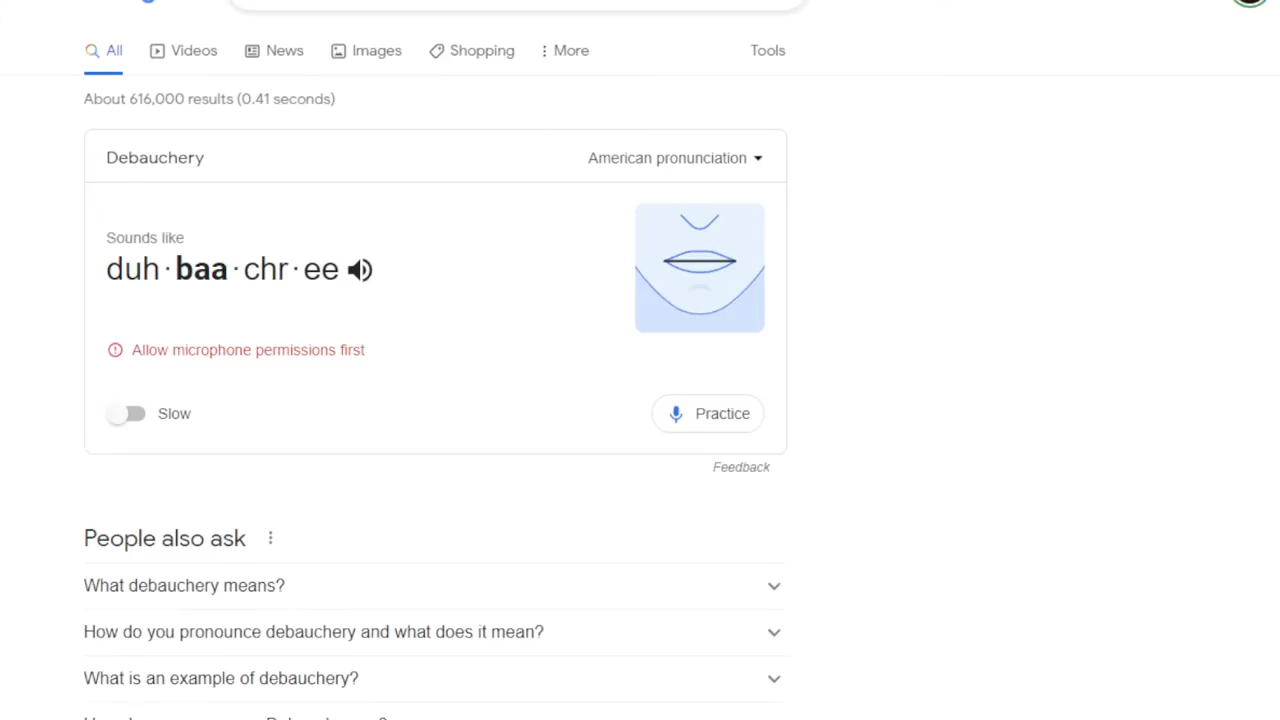 All Videos News Images Shopping More Tools
About 616,000 results (0.41 seconds)
Debauchery American pronunciation
Sounds like
duh·baa·chr·ee
Allow microphone permissions first
Slow Practice
Feedback
People also ask
What debauchery means?
How do you pronounce debauchery and what does it mean?
What is an example of debauchery?